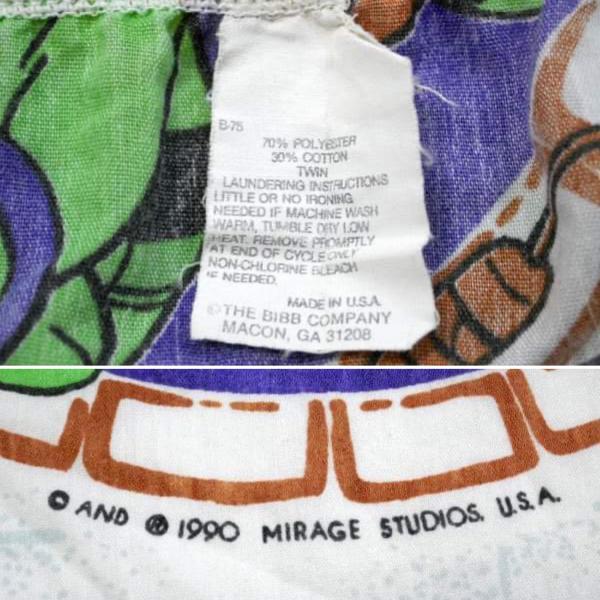 B-75
70% POLYESTER
30% COTTON
TWIN
LAUNDERING INSTRUCTIONS
LITTLE OR NO IRONING
NEEDED IF MACHINE WASH
WARM, TUMBLE DRY LOW
HEAT. REMOVE PROMPTLY
AT END OF CYCLE ONLY
NON-CHLORINE BLEACH
IF NEEDED.
MADE IN U.S.A.
©THE BIBB COMPANY
MACON, GA 31208
© AND ® 1990 MIRAGE STUDIOS. U.S.A.